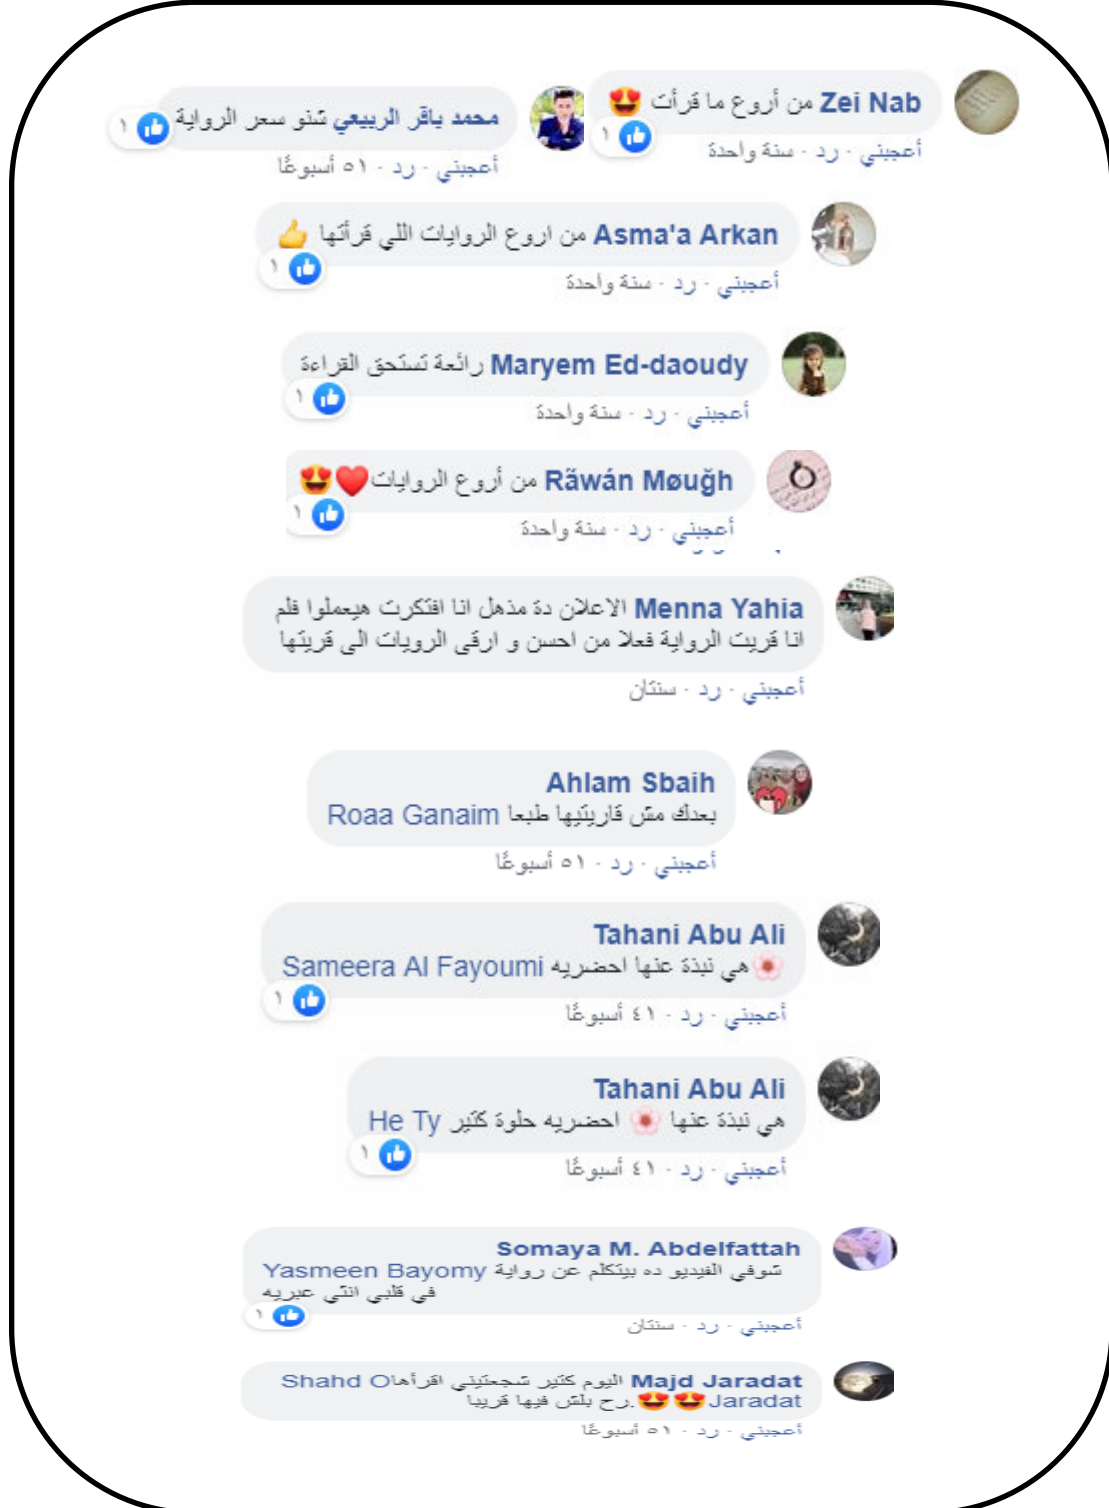 Zei Nab من أروع ما قرأت 😍
١
أعجبني · رد · سنة واحدة
محمد باقر الربيعي شنو سعر الرواية
١
أعجبني · رد · ٥١ أسبوعًا
Asma'a Arkan من اروع الروايات اللي قرأتها 👍
١
أعجبني · رد · سنة واحدة
Maryem Ed-daoudy رائعة تستحق القراءة
١
أعجبني · رد · سنة واحدة
Rãwán Møuğh من أروع الروايات❤️😍
١
أعجبني · رد · سنة واحدة
Menna Yahia الاعلان دة مذهل انا افتكرت هيعملوا فلم
انا قريت الرواية فعلا من احسن و ارقى الرويات الى قريتها
أعجبني · رد · سنتان
Ahlam Sbaih
بعدك مش قاريتيها طبعا Roaa Ganaim
أعجبني · رد · ٥١ أسبوعًا
Tahani Abu Ali
🌸هي نبذة عنها احضريه Sameera Al Fayoumi
١
أعجبني · رد · ٤١ أسبوعًا
Tahani Abu Ali
هي نبذة عنها 🌸 احضريه حلوة كتير He Ty
١
أعجبني · رد · ٤١ أسبوعًا
Somaya M. Abdelfattah
شوفي الفيديو ده بيتكلم عن رواية Yasmeen Bayomy
في قلبي انثي عبريه
١
أعجبني · رد · سنتان
Majd Jaradat اليوم كتير شجعتيني اقرأهاShahd O
Jaradat😍😍.رح بلش فيها قريبا
أعجبني · رد · ٥١ أسبوعًا